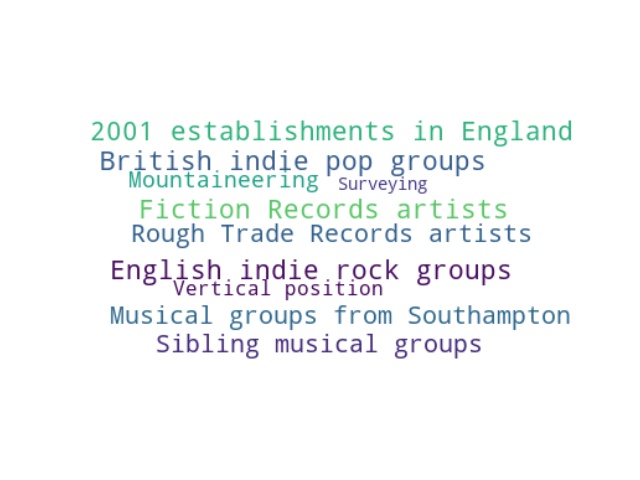 2001 establishments in England
British indie pop groups
Mountaineering Surveying
Fiction Records artists
Rough Trade Records artists
English indie rock groups
Vertical position
Musical groups from Southampton
Sibling musical groups